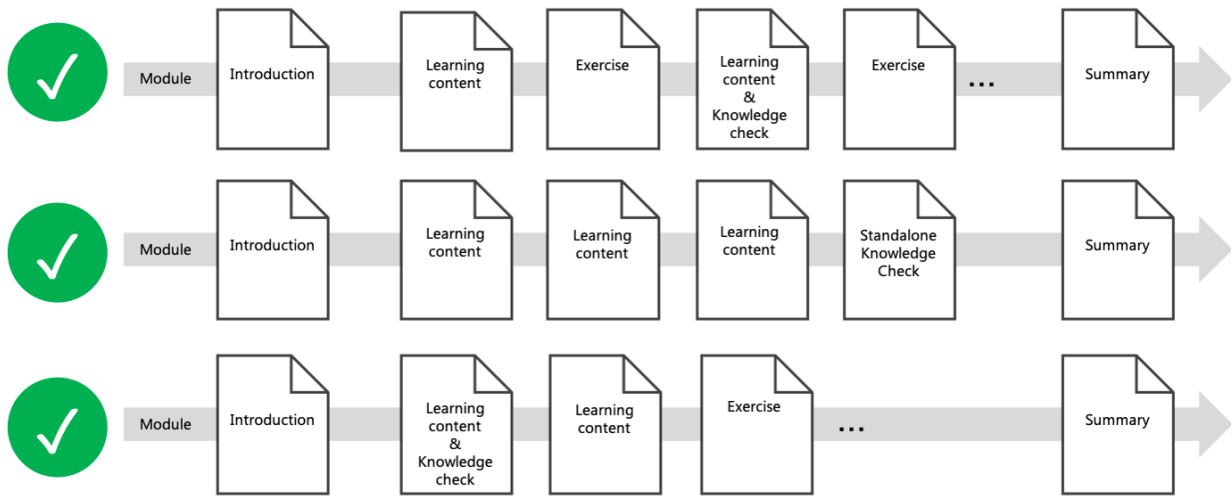 Module
Introduction
Learning
content
Exercise
Learning
content
&
Knowledge
check
Exercise
...
Summary
Module
Introduction
Learning
content
Learning
content
Learning
content
Standalone
Knowledge
Check
Summary
Module
Introduction
Learning
content
&
Knowledge
check
Learning
content
Exercise
...
Summary